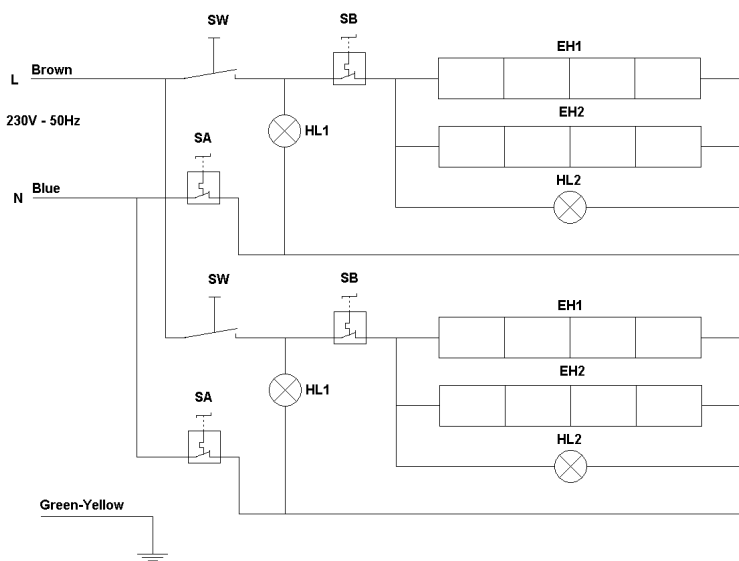 SW
SB
EH1
L
Brown
230V - 50Hz
EH2
SA
HL1
HL2
N
Blue
SW
SB
EH1
EH2
SA
HL1
HL2
Green-Yellow